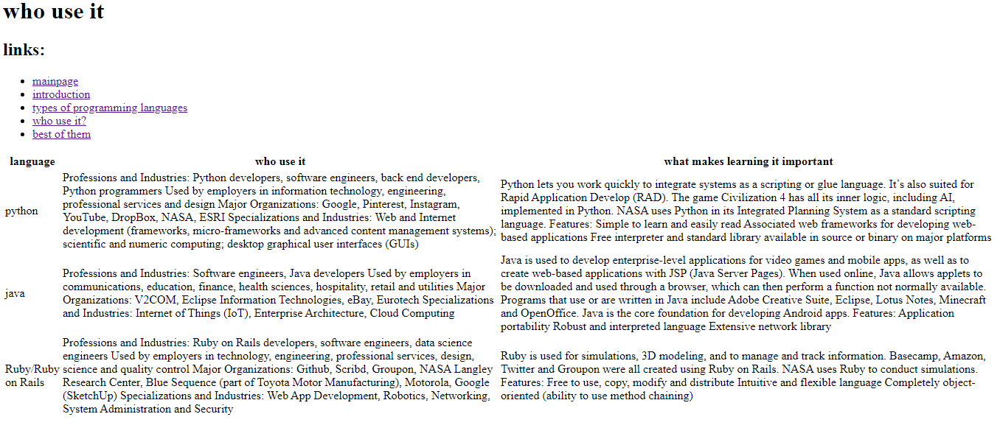 who use it
links:
mainpage
introduction
types of programming languages
who use it?
best of them
language who use it what makes learning it important
python
Professions and Industries: Python developers, software engineers, back end developers,
Python programmers Used by employers in information technology, engineering,
professional services and design Major Organizations: Google, Pinterest, Instagram,
YouTube, DropBox, NASA, ESRI Specializations and Industries: Web and Internet
development (frameworks, micro-frameworks and advanced content management systems);
scientific and numeric computing; desktop graphical user interfaces (GUIs)
Python lets you work quickly to integrate systems as a scripting or glue language. It’s also suited for
Rapid Application Develop (RAD). The game Civilization 4 has all its inner logic, including AI,
implemented in Python. NASA uses Python in its Integrated Planning System as a standard scripting
language. Features: Simple to learn and easily read Associated web frameworks for developing web-
based applications Free interpreter and standard library available in source or binary on major platforms
java
Professions and Industries: Software engineers, Java developers Used by employers in
communications, education, finance, health sciences, hospitality, retail and utilities Major
Organizations: V2COM, Eclipse Information Technologies, eBay, Eurotech Specializations
and Industries: Internet of Things (IoT), Enterprise Architecture, Cloud Computing
Java is used to develop enterprise-level applications for video games and mobile apps, as well as to
create web-based applications with JSP (Java Server Pages). When used online, Java allows applets to
be downloaded and used through a browser, which can then perform a function not normally available.
Programs that use or are written in Java include Adobe Creative Suite, Eclipse, Lotus Notes, Minecraft
and OpenOffice. Java is the core foundation for developing Android apps. Features: Application
portability Robust and interpreted language Extensive network library
Ruby/Ruby
on Rails
Professions and Industries: Ruby on Rails developers, software engineers, data science
engineers Used by employers in technology, engineering, professional services, design,
science and quality control Major Organizations: Github, Scribd, Groupon, NASA Langley
Research Center, Blue Sequence (part of Toyota Motor Manufacturing), Motorola, Google
(SketchUp) Specializations and Industries: Web App Development, Robotics, Networking,
System Administration and Security
Ruby is used for simulations, 3D modeling, and to manage and track information. Basecamp, Amazon,
Twitter and Groupon were all created using Ruby on Rails. NASA uses Ruby to conduct simulations.
Features: Free to use, copy, modify and distribute Intuitive and flexible language Completely object-
oriented (ability to use method chaining)